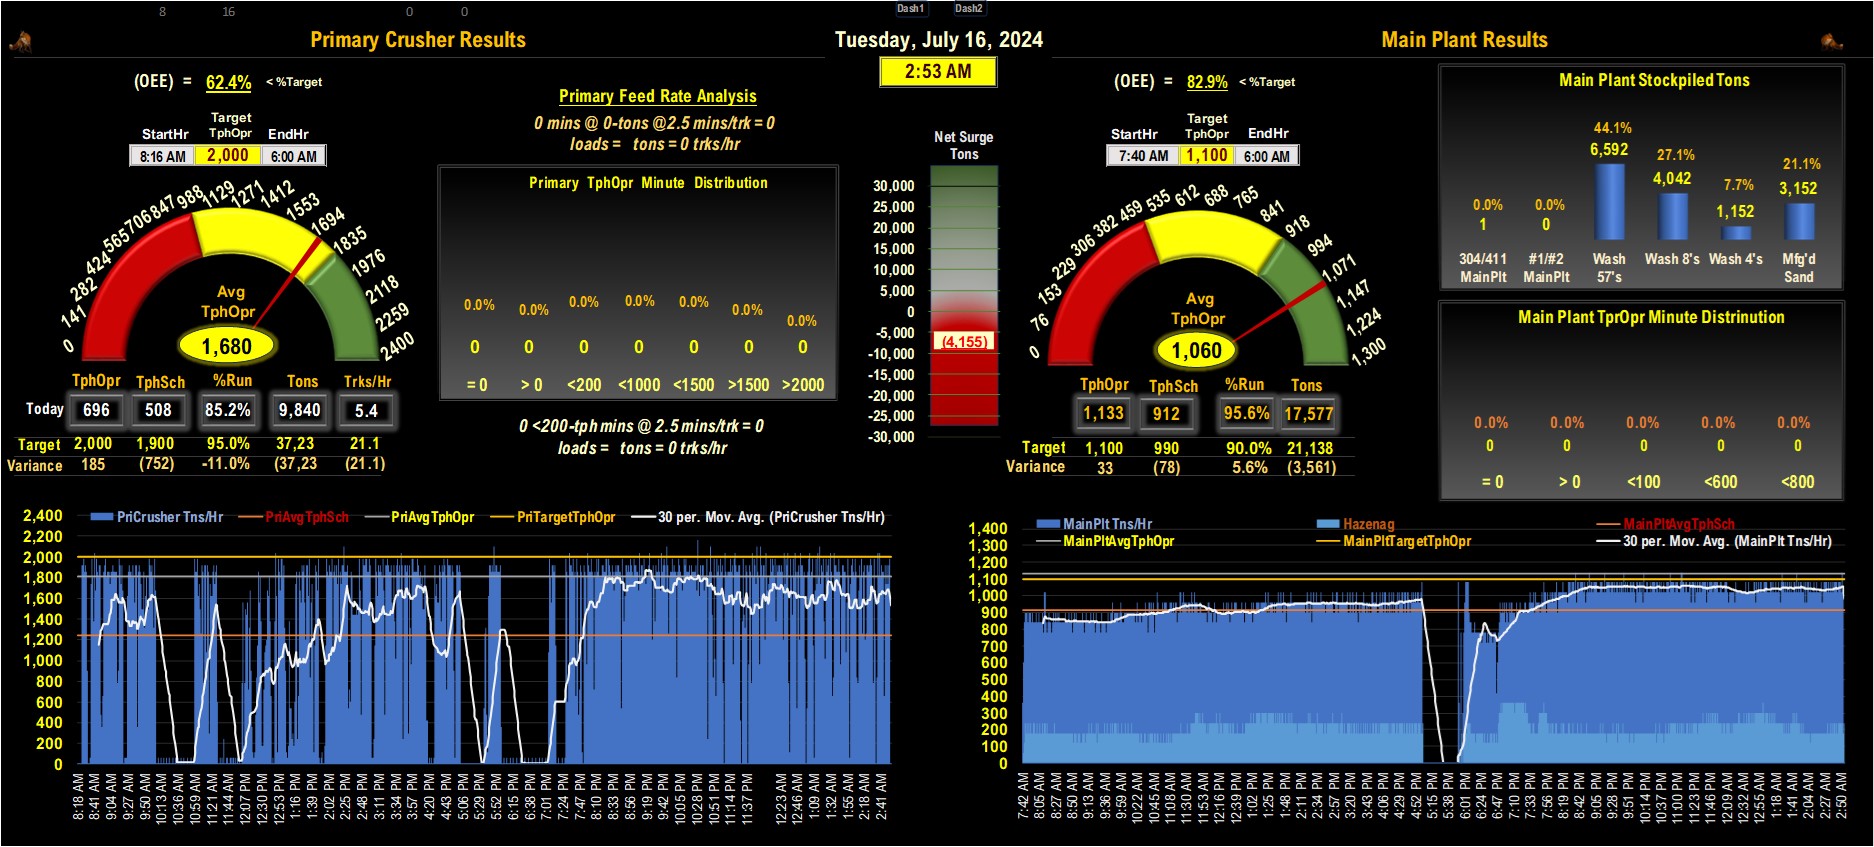 8 16 0 0 Dash1 Dash2
Primary Crusher Results
Tuesday, July 16, 2024
Main Plant Results
2:53 AM
(OEE) = 62.4% < %Target
StartHr Target TphOpr EndHr
8:16 AM 2,000 6:00 AM
0 141 282 424 565 706 847 988 1129 1271 1412 1553 1694 1835 1976 2118 2259 2400
Avg
TphOpr
1,680
TphOpr TphSch %Run Tons Trks/Hr
Today 696 508 85.2% 9,840 5.4
Target 2,000 1,900 95.0% 37,23 21.1
Variance 185 (752) -11.0% (37,23 (21.1)
Primary Feed Rate Analysis
0 mins @ 0-tons @2.5 mins/trk = 0
loads = tons = 0 trks/hr
Primary TphOpr Minute Distribution
0.0% 0.0% 0.0% 0.0% 0.0% 0.0% 0.0%
0 0 0 0 0 0 0
= 0 > 0 <200 <1000 <1500 >1500 >2000
0 <200-tph mins @ 2.5 mins/trk = 0
loads = tons = 0 trks/hr
Net Surge
Tons
30,000
25,000
20,000
15,000
10,000
5,000
0
-5,000
(4,155)
-10,000
-15,000
-20,000
-25,000
-30,000
(OEE) = 82.9% < %Target
StartHr Target TphOpr EndHr
7:40 AM 1,100 6:00 AM
0 76 153 229 306 382 459 535 612 688 765 841 918 994 1,071 1,147 1,224 1,300
Avg
TphOpr
1,060
TphOpr TphSch %Run Tons
1,133 912 95.6% 17,577
Target 1,100 990 90.0% 21,138
Variance 33 (78) 5.6% (3,561)
Main Plant Stockpiled Tons
0.0% 0.0% 44.1% 27.1% 7.7% 21.1%
1 0 6,592 4,042 1,152 3,152
304/411 #1/#2 Wash Wash 8's Wash 4's Mfg'd
MainPlt MainPlt 57's Sand
Main Plant TprOpr Minute Distrinution
0.0% 0.0% 0.0% 0.0% 0.0%
0 0 0 0 0
= 0 > 0 <100 <600 <800
PriCrusher Tns/Hr PriAvgTphSch PriAvgTphOpr PriTargetTphOpr 30 per. Mov. Avg. (PriCrusher Tns/Hr)
2,400
2,200
2,000
1,800
1,600
1,400
1,200
1,000
800
600
400
200
0
8:18 AM 8:41 AM 9:04 AM 9:27 AM 9:50 AM 10:13 AM 10:36 AM 10:59 AM 11:21 AM 11:44 AM 12:07 PM 12:30 PM 12:53 PM 1:16 PM 1:39 PM 2:02 PM 2:25 PM 2:48 PM 3:11 PM 3:34 PM 3:57 PM 4:20 PM 4:43 PM 5:06 PM 5:29 PM 5:52 PM 6:15 PM 6:38 PM 7:01 PM 7:24 PM 7:47 PM 8:10 PM 8:33 PM 8:56 PM 9:19 PM 9:42 PM 10:05 PM 10:28 PM 10:51 PM 11:14 PM 11:37 PM 12:23 AM 12:46 AM 1:09 AM 1:32 AM 1:55 AM 2:18 AM 2:41 AM
MainPlt Tns/Hr Hazenag MainPltAvgTphSch
MainPltAvgTphOpr MainPltTargetTphOpr 30 per. Mov. Avg. (MainPlt Tns/Hr)
1,400
1,300
1,200
1,100
1,000
900
800
700
600
500
400
300
200
100
0
7:42 AM 8:05 AM 8:27 AM 8:50 AM 9:13 AM 9:36 AM 9:59 AM 10:22 AM 10:45 AM 11:08 AM 11:30 AM 11:53 AM 12:16 PM 12:39 PM 1:02 PM 1:25 PM 1:48 PM 2:11 PM 2:34 PM 2:57 PM 3:20 PM 3:43 PM 4:06 PM 4:29 PM 4:52 PM 5:15 PM 5:38 PM 6:01 PM 6:24 PM 6:47 PM 7:10 PM 7:33 PM 7:56 PM 8:19 PM 8:42 PM 9:05 PM 9:28 PM 9:51 PM 10:14 PM 10:37 PM 11:00 PM 11:23 PM 11:46 PM 12:09 AM 12:32 AM 12:55 AM 1:18 AM 1:41 AM 2:04 AM 2:27 AM 2:50 AM